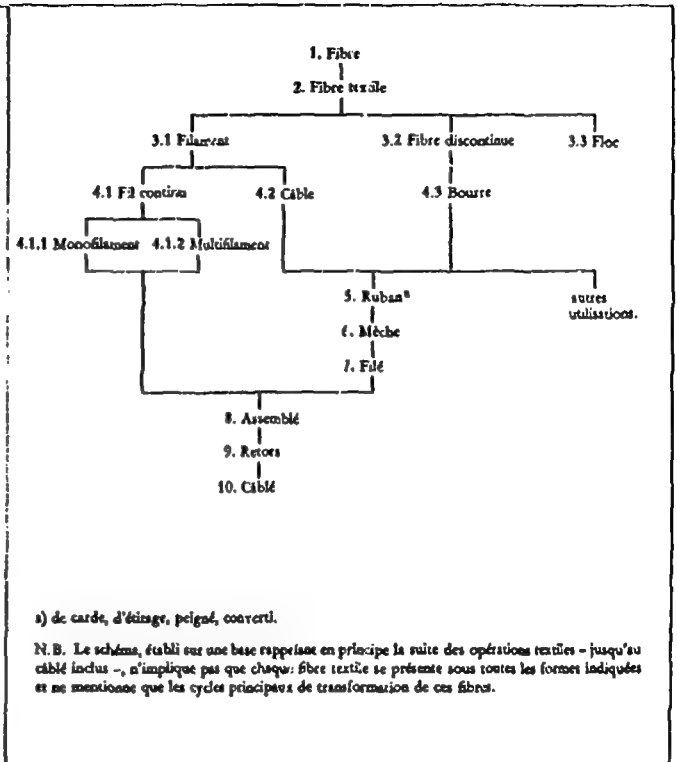 1. Fibre
2. Fibre textile
3.1 Filament 3.2 Fibre discontinue 3.3 Floc
4.1 Fil continu 4.2 Câble 4.3 Bourre
4.1.1 Monofilament 4.1.2 Multifilament
5. Ruban a autres
utilisations.
6. Mèche
7. Filé
8. Assemblé
9. Retors
10. Câblé
a) de carde, d'étirage, peigné, converti.
N.B. Le schéma, établi sur une base rappelant en principe la suite des opérations textiles – jusqu'au
câblé inclus –, n'implique pas que chaque fibre textile se présente sous toutes les formes indiquées
et ne mentionne que les cycles principaux de transformation de ces fibres.